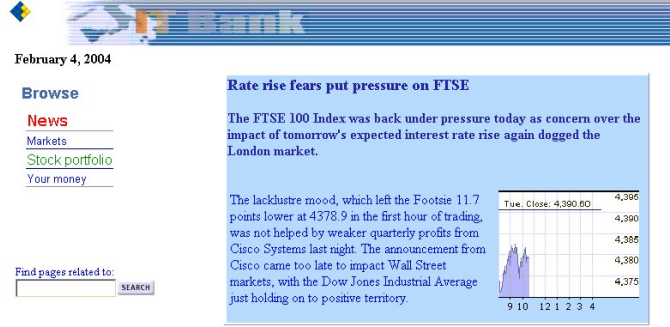 IT Bank
February 4, 2004
Browse
News
Markets
Stock portfolio
Your money
Find pages related to:
SEARCH
Rate rise fears put pressure on FTSE
The FTSE 100 Index was back under pressure today as concern over the
impact of tomorrow's expected interest rate rise again dogged the
London market.
The lacklustre mood, which left the Footsie 11.7
points lower at 4378.9 in the first hour of trading,
was not helped by weaker quarterly profits from
Cisco Systems last night. The announcement from
Cisco came too late to impact Wall Street
markets, with the Dow Jones Industrial Average
just holding on to positive territory.
Tue. Close: 4,390.60
4,395
4,390
4,385
4,380
4,375
9 10 12 1 2 3 4